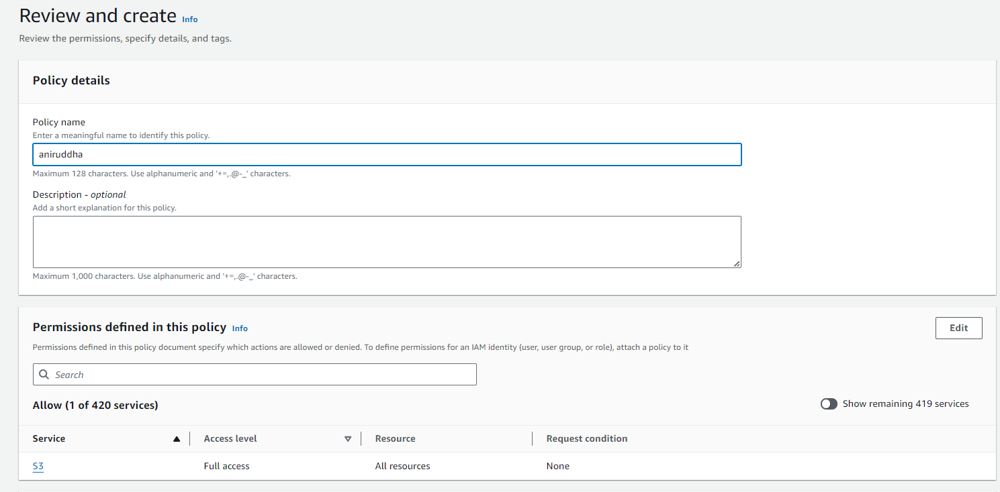 Review and create Info
Review the permissions, specify details, and tags.
Policy details
Policy name
Enter a meaningful name to identify this policy.
aniruddha
Maximum 128 characters. Use alphanumeric and '+=,.@-_' characters.
Description - optional
Add a short explanation for this policy.
Maximum 1,000 characters. Use alphanumeric and '+=,.@-_' characters.
Permissions defined in this policy Info
Edit
Permissions defined in this policy document specify which actions are allowed or denied. To define permissions for an IAM identity (user, user group, or role), attach a policy to it
Search
Allow (1 of 420 services)
Show remaining 419 services
Service Access level Resource Request condition
S3 Full access All resources None